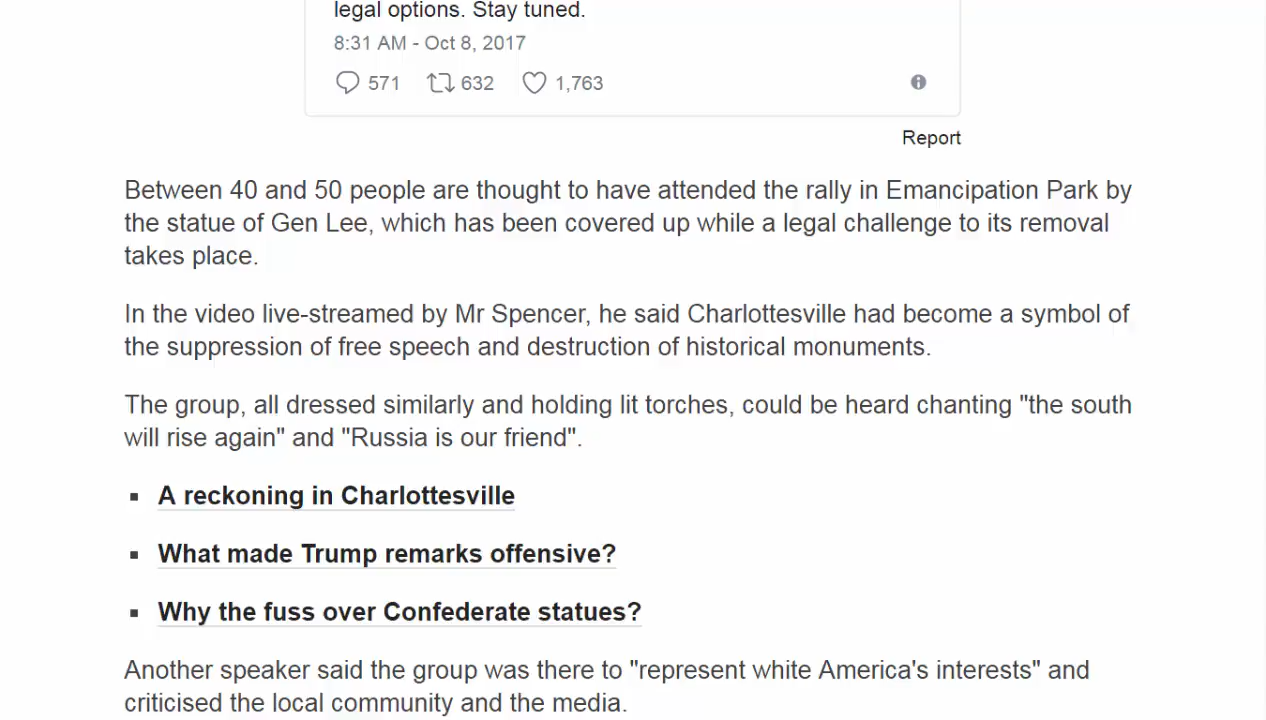 legal options. Stay tuned.
8:31 AM - Oct 8, 2017
571 632 1,763
Report
Between 40 and 50 people are thought to have attended the rally in Emancipation Park by
the statue of Gen Lee, which has been covered up while a legal challenge to its removal
takes place.
In the video live-streamed by Mr Spencer, he said Charlottesville had become a symbol of
the suppression of free speech and destruction of historical monuments.
The group, all dressed similarly and holding lit torches, could be heard chanting "the south
will rise again" and "Russia is our friend".
A reckoning in Charlottesville
What made Trump remarks offensive?
Why the fuss over Confederate statues?
Another speaker said the group was there to "represent white America's interests" and
criticised the local community and the media.